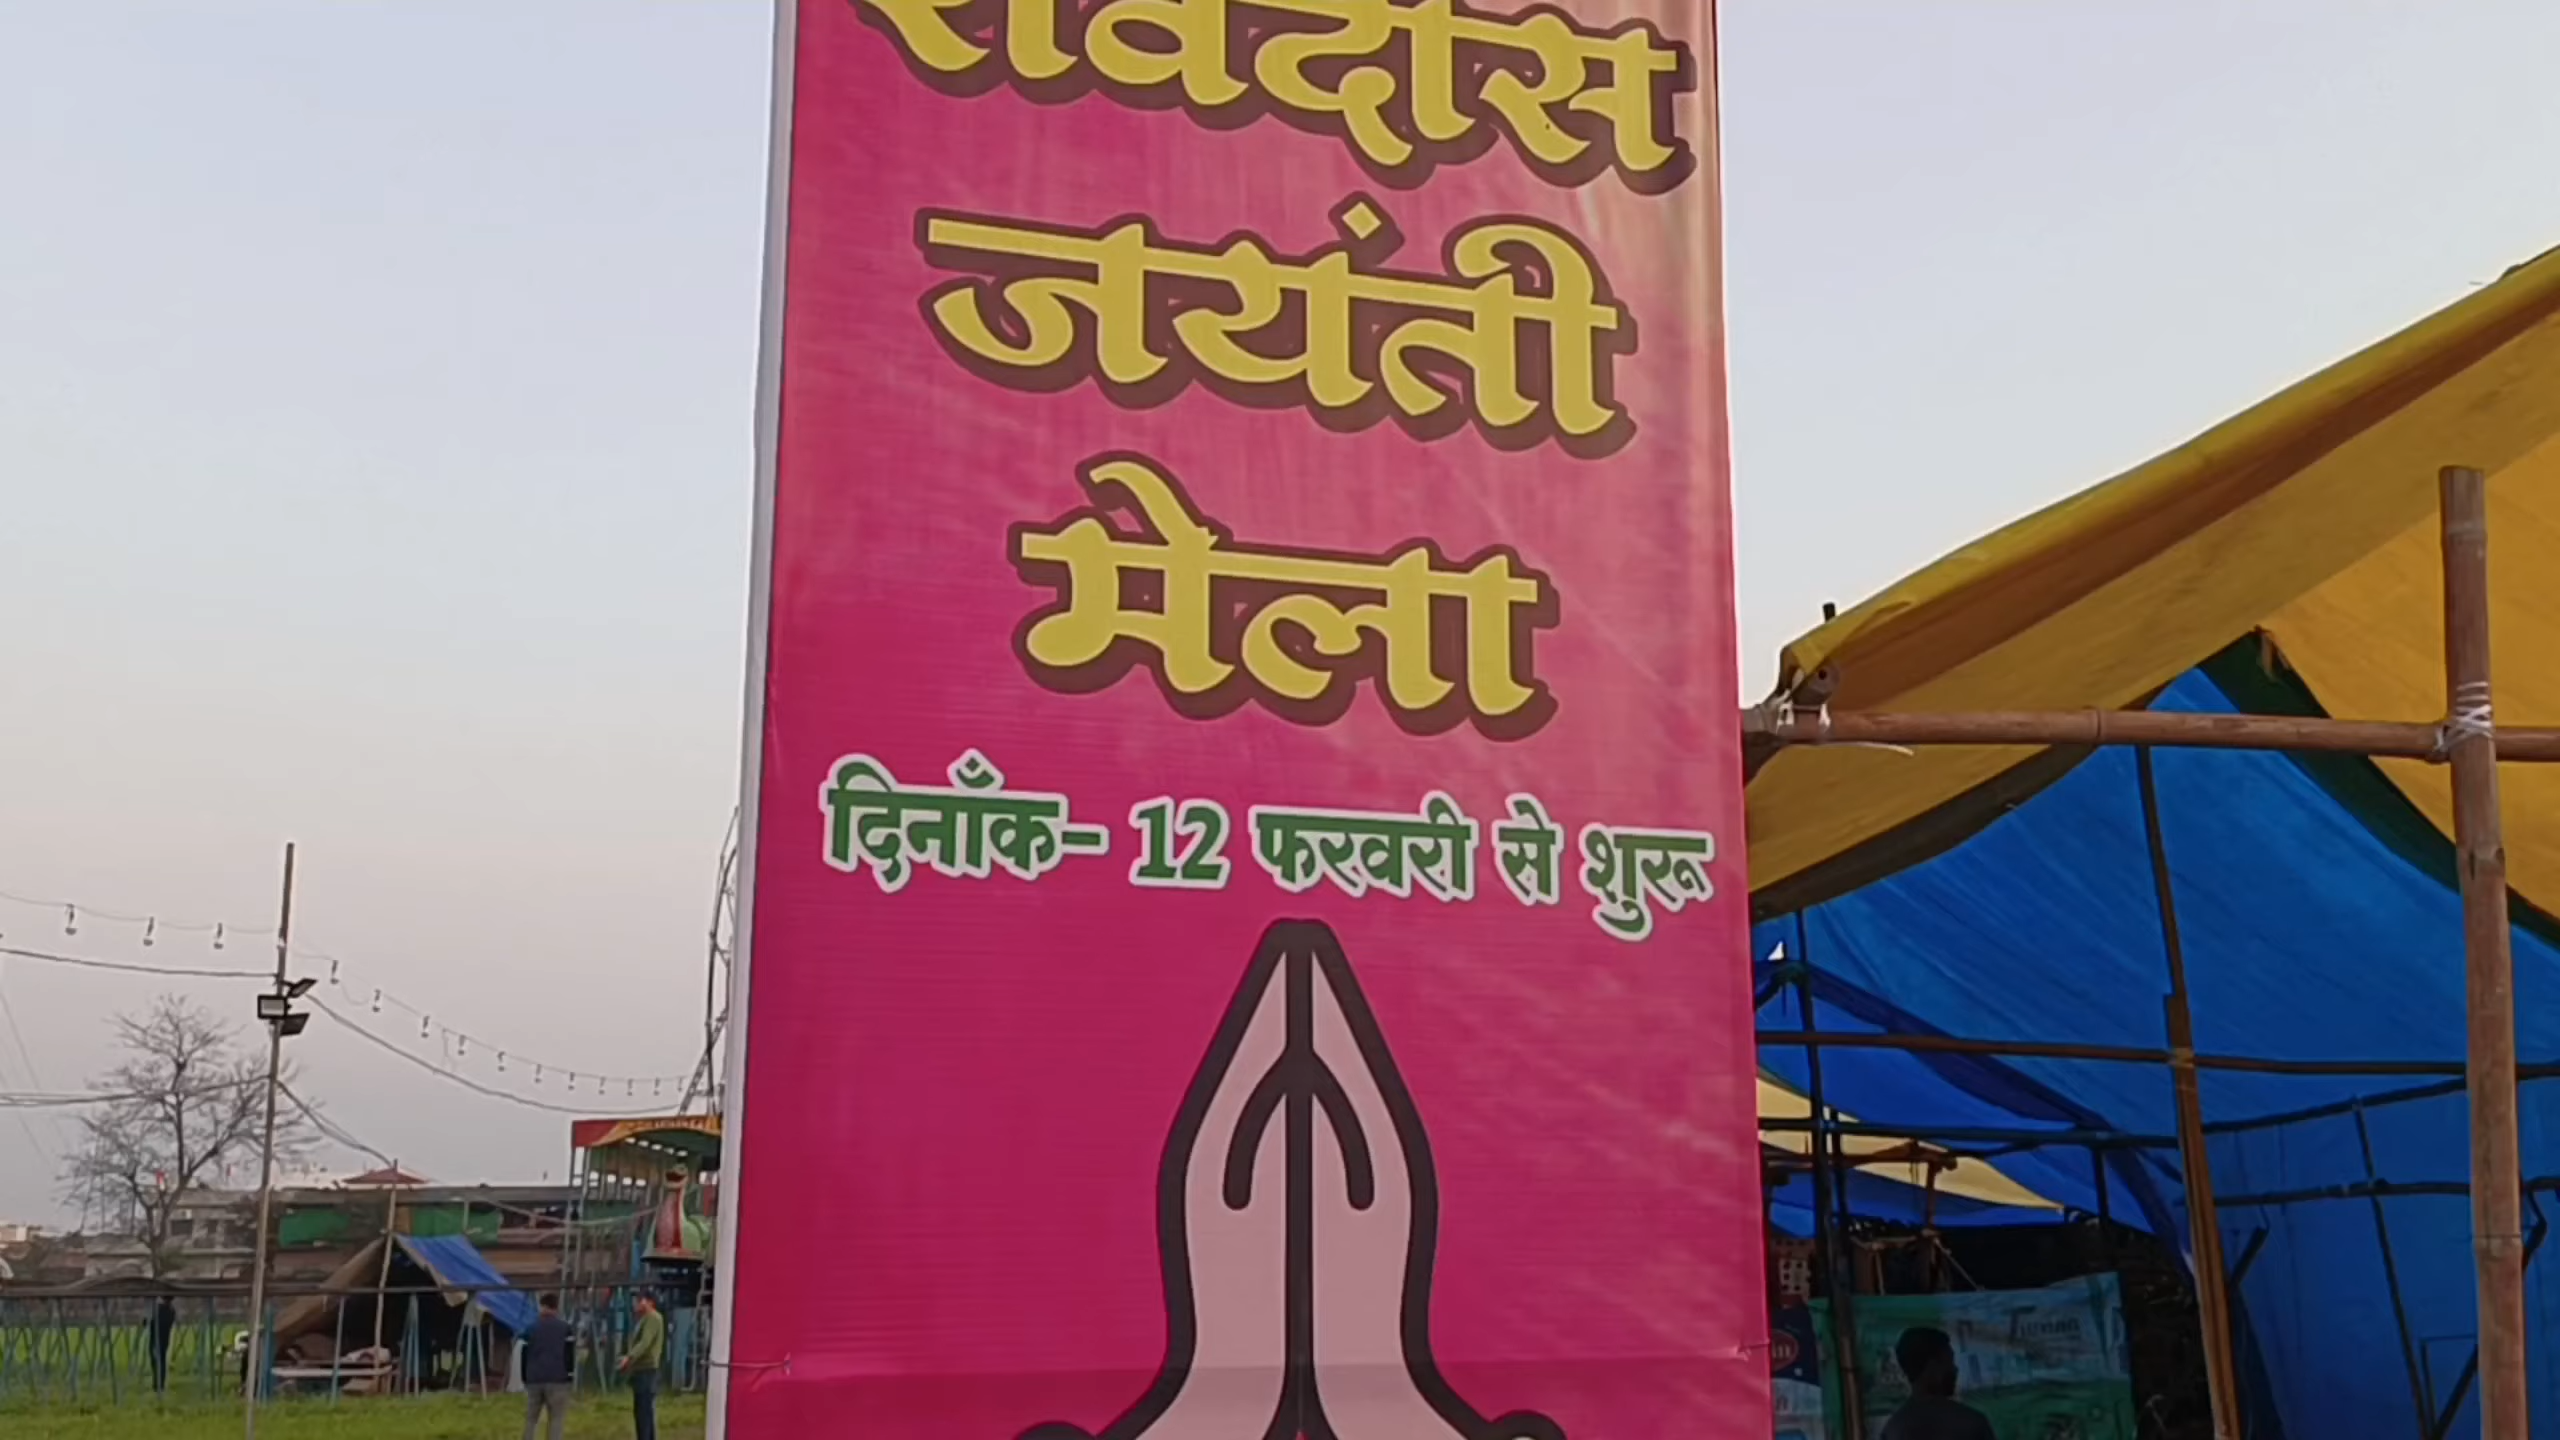 रविदास
जयंती
मेला
दिनाँक- 12 फरवरी से शुरू